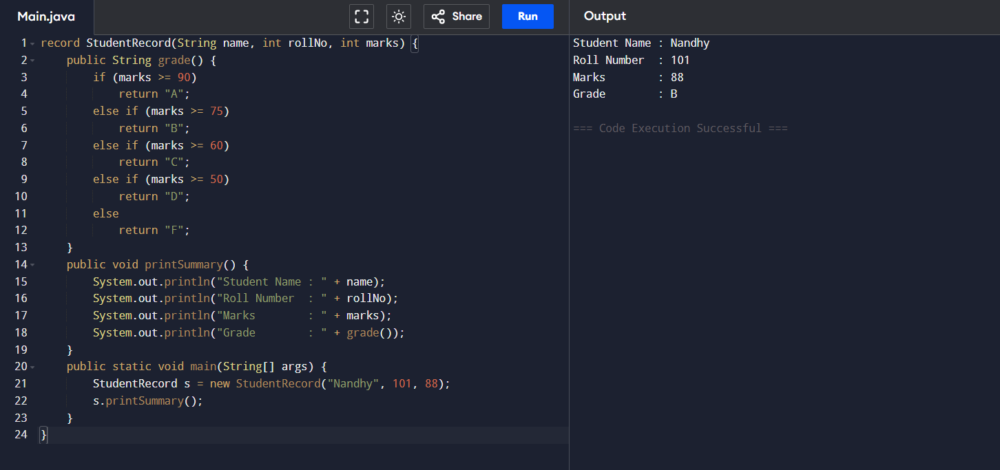 Main.java
Share
Run
Output
1 record StudentRecord(String name, int rollNo, int marks) {
2     public String grade() {
3         if (marks >= 90)
4             return "A";
5         else if (marks >= 75)
6             return "B";
7         else if (marks >= 60)
8             return "C";
9         else if (marks >= 50)
10             return "D";
11         else
12             return "F";
13     }
14     public void printSummary() {
15         System.out.println("Student Name : " + name);
16         System.out.println("Roll Number  : " + rollNo);
17         System.out.println("Marks        : " + marks);
18         System.out.println("Grade        : " + grade());
19     }
20     public static void main(String[] args) {
21         StudentRecord s = new StudentRecord("Nandhy", 101, 88);
22         s.printSummary();
23     }
24 }
Student Name : Nandhy
Roll Number  : 101
Marks        : 88
Grade        : B
=== Code Execution Successful ===